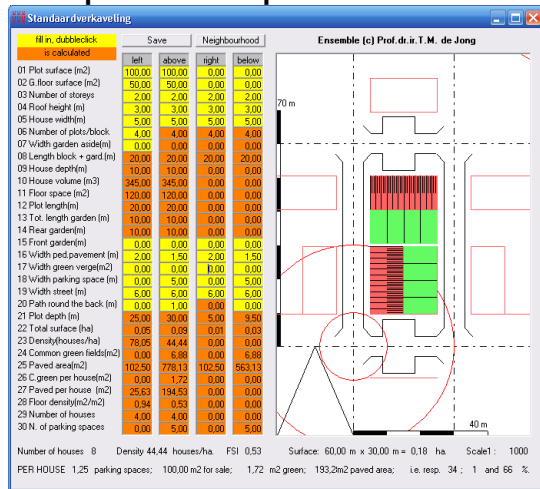 Standaardverkaveling
fill in, dubbleclick
is calculated
Save
Neighbourhood
Ensemble (c) Prof.dr.ir.T.M. de Jong
left above right below
01 Plot surface (m2) 100,00 100,00 0,00 0,00
02 G.floor surface (m2) 50,00 50,00 0,00 0,00
03 Number of storeys 2,00 2,00 2,00 2,00
04 Roof height(m) 3,00 3,00 3,00 3,00
05 House width(m) 5,00 5,00 5,00 5,00
06 Number of plots/block 4,00 4,00 4,00 4,00
07 Width garden aside(m) 0,00 0,00 0,00 0,00
08 Length block + gard.(m) 20,00 20,00 20,00 20,00
09 House depth(m) 10,00 10,00 0,00 0,00
10 House volume (m3) 345,00 345,00 0,00 0,00
11 Floor space (m2) 120,00 120,00 0,00 0,00
12 Plot length(m) 20,00 20,00 0,00 0,00
13 Tot. length garden (m) 10,00 10,00 0,00 0,00
14 Rear garden(m) 10,00 10,00 0,00 0,00
15 Front garden(m) 0,00 0,00 0,00 0,00
16 Width ped.pavement (m) 2,00 1,50 2,00 1,50
17 Width green verge(m2) 0,00 0,00 0,00 0,00
18 Width parking space (m) 0,00 5,00 0,00 5,00
19 Width street (m) 6,00 6,00 6,00 6,00
20 Path round the back (m) 0,00 1,00 0,00 0,00
21 Plot depth (m) 25,00 30,00 5,00 9,50
22 Total surface (ha) 0,05 0,09 0,01 0,03
23 Density(houses/ha) 78,05 44,44 0,00 0,00
24 Common green fields(m2) 0,00 6,88 0,00 6,88
25 Paved area(m2) 102,50 778,13 102,50 563,13
26 C.green per house(m2) 0,00 1,72 0,00 0,00
27 Paved per house (m2) 25,63 194,53 0,00 0,00
28 Floor density(m2/m2) 0,94 0,53 0,00 0,00
29 Number of houses 4,00 4,00 0,00 0,00
30 N. of parking spaces 0,00 5,00 0,00 5,00
70 m
40 m
Number of houses 8 Density 44,44 houses/ha. FSI 0,53 Surface: 60,00 m x 30,00 m = 0,18 ha. Scale1 : 1000
PER HOUSE 1,25 parking spaces; 100,00 m2 for sale; 1,72 m2 green; 193,2m2 paved area; i.e. resp. 34 ; 1 and 66 %.